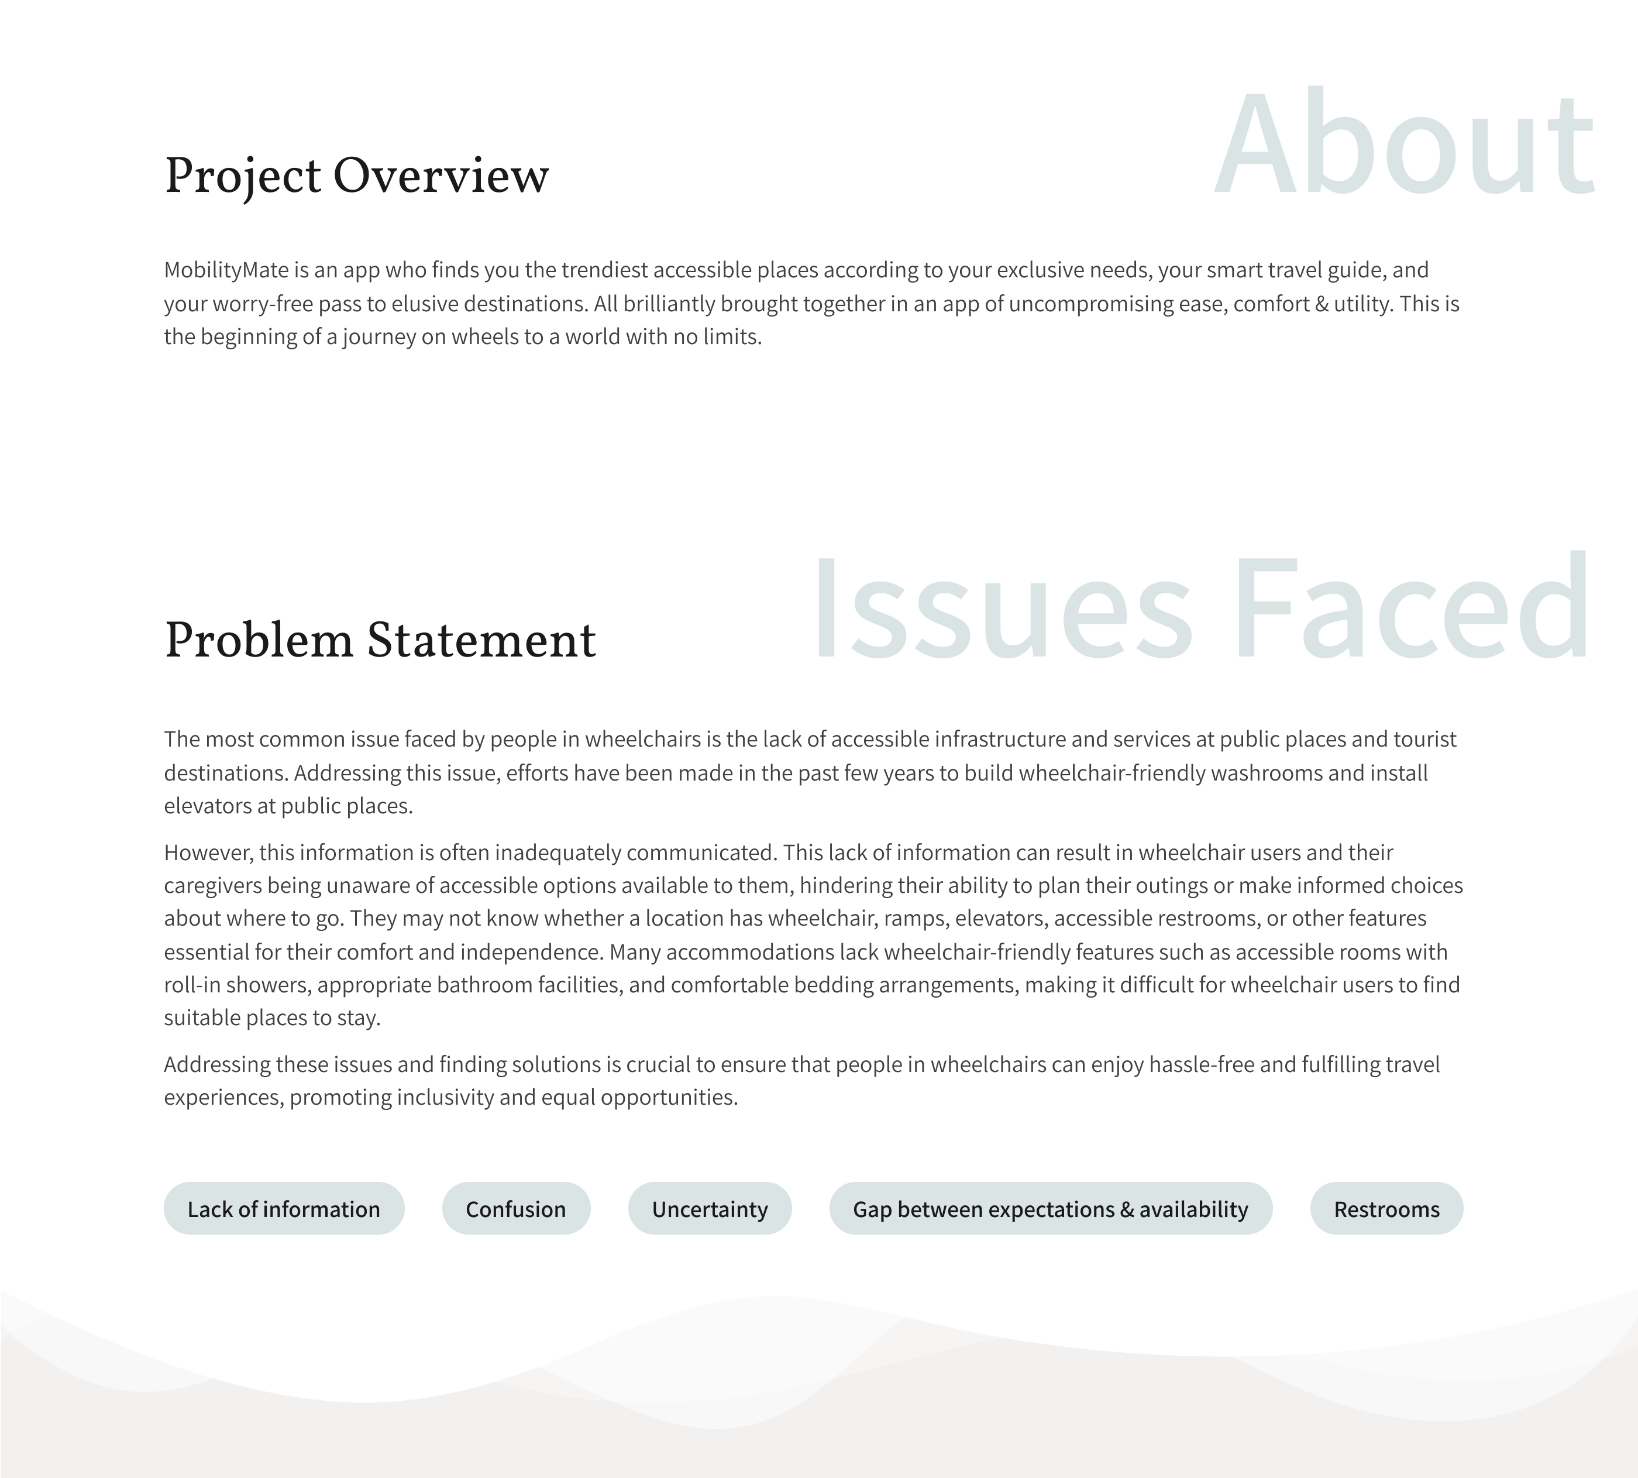 About
Project Overview
MobilityMate is an app who finds you the trendiest accessible places according to your exclusive needs, your smart travel guide, and
your worry-free pass to elusive destinations. All brilliantly brought together in an app of uncompromising ease, comfort & utility. This is
the beginning of a journey on wheels to a world with no limits.
Issues Faced
Problem Statement
The most common issue faced by people in wheelchairs is the lack of accessible infrastructure and services at public places and tourist
destinations. Addressing this issue, efforts have been made in the past few years to build wheelchair-friendly washrooms and install
elevators at public places.
However, this information is often inadequately communicated. This lack of information can result in wheelchair users and their
caregivers being unaware of accessible options available to them, hindering their ability to plan their outings or make informed choices
about where to go. They may not know whether a location has wheelchair, ramps, elevators, accessible restrooms, or other features
essential for their comfort and independence. Many accommodations lack wheelchair-friendly features such as accessible rooms with
roll-in showers, appropriate bathroom facilities, and comfortable bedding arrangements, making it difficult for wheelchair users to find
suitable places to stay.
Addressing these issues and finding solutions is crucial to ensure that people in wheelchairs can enjoy hassle-free and fulfilling travel
experiences, promoting inclusivity and equal opportunities.
Lack of information
Confusion
Uncertainty
Gap between expectations & availability
Restrooms